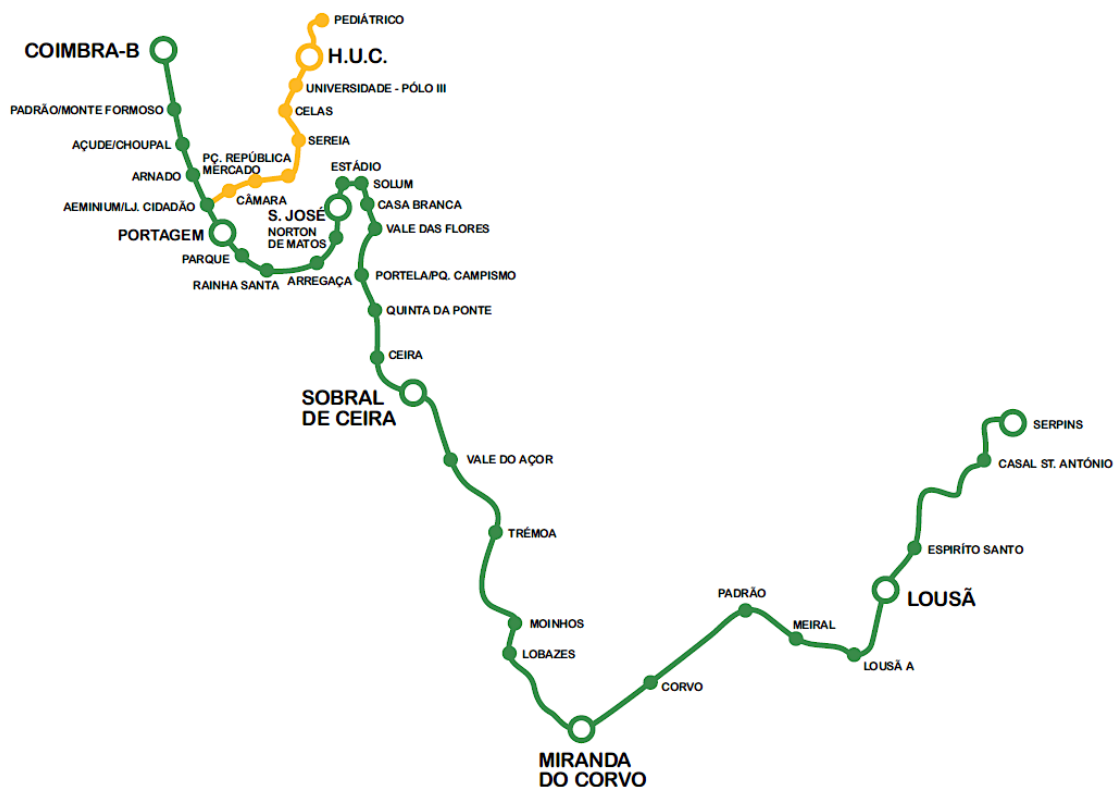 PEDIÁTRICO
COIMBRA-B
H.U.C.
UNIVERSIDADE - PÓLO III
PADRÃO/MONTE FORMOSO
CELAS
AÇUDE/CHOUPAL
SEREIA
PÇ. REPÚBLICA
MERCADO
ARNADO
ESTÁDIO
SOLUM
CÂMARA
AEMINIUM/LJ. CIDADÃO
CASA BRANCA
S. JOSÉ
PORTAGEM
NORTON
DE MATOS
VALE DAS FLORES
PARQUE
RAINHA SANTA
ARREGAÇA
PORTELA/PQ. CAMPISMO
QUINTA DA PONTE
CEIRA
SOBRAL
DE CEIRA
SERPINS
VALE DO AÇOR
CASAL ST. ANTÓNIO
TRÉMOA
ESPIRÍTO SANTO
LOUSÃ
PADRÃO
MOINHOS
MEIRAL
LOBAZES
LOUSÃ A
CORVO
MIRANDA
DO CORVO